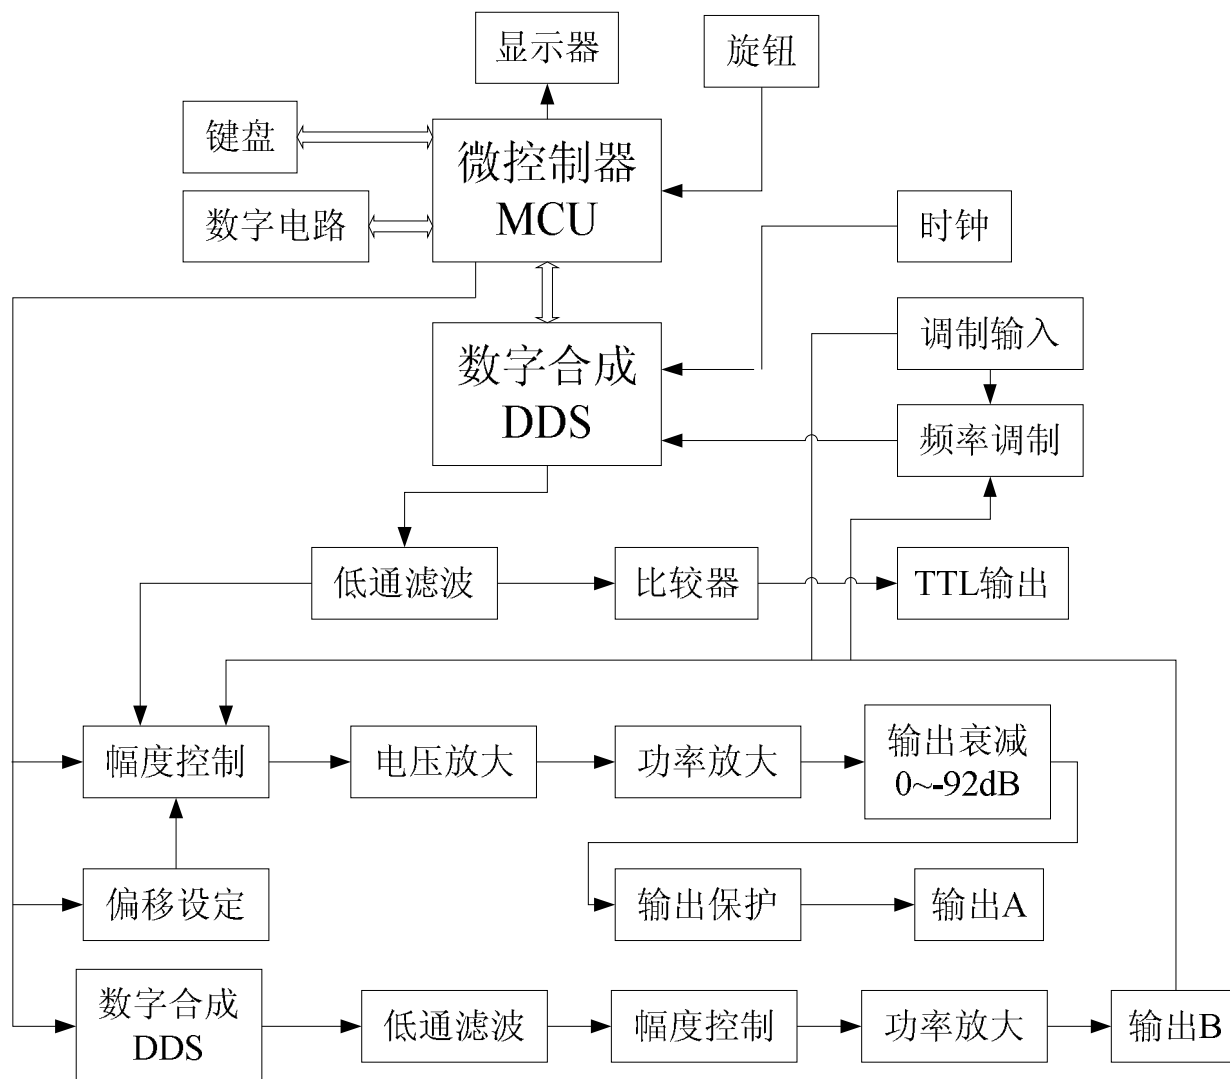 显示器
旋钮
键盘
微控制器
MCU
数字电路
时钟
调制输入
数字合成
DDS
频率调制
低通滤波
比较器
TTL输出
幅度控制
电压放大
功率放大
输出衰减
0~-92dB
偏移设定
输出保护
输出A
数字合成
DDS
低通滤波
幅度控制
功率放大
输出B